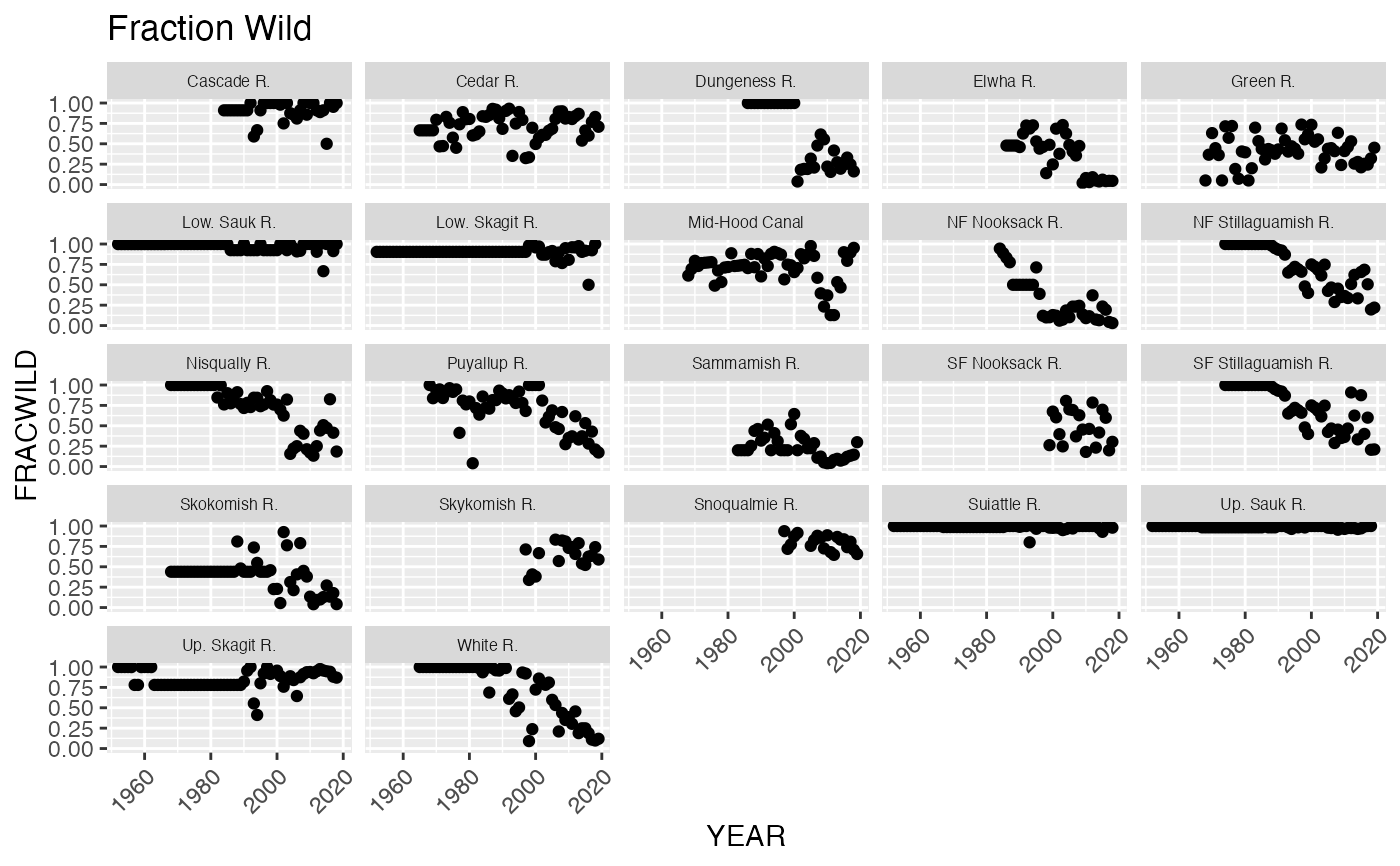 Fraction Wild
Cascade R. Cedar R. Dungeness R. Elwha R. Green R.
1.00
0.75
0.50
0.25
0.00
Low. Sauk R. Low. Skagit R. Mid-Hood Canal NF Nooksack R. NF Stillaguamish R.
1.00
0.75
0.50
0.25
0.00
FRACWILD
Nisqually R. Puyallup R. Sammamish R. SF Nooksack R. SF Stillaguamish R.
1.00
0.75
0.50
0.25
0.00
Skokomish R. Skykomish R. Snoqualmie R. Suiattle R. Up. Sauk R.
1.00
0.75
0.50
0.25
0.00
1960 1980 2000 2020 1960 1980 2000 2020 1960 1980 2000 2020
Up. Skagit R. White R.
1.00
0.75
0.50
0.25
0.00
1960 1980 2000 2020 1960 1980 2000 2020
YEAR